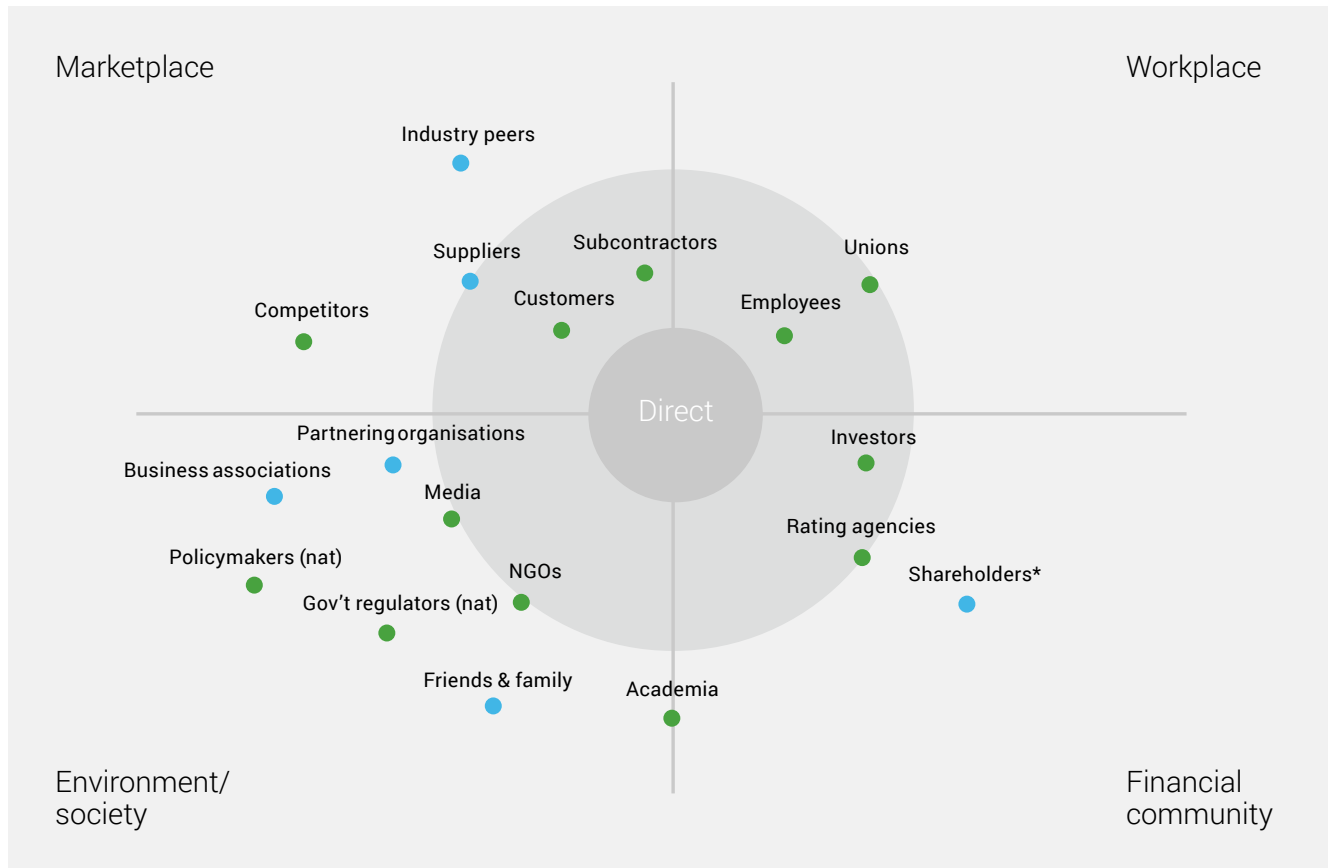 Marketplace
Workplace
Industry peers
Suppliers
Subcontractors
Unions
Customers
Employees
Competitors
Direct
Partnering organisations
Investors
Business associations
Media
Rating agencies
Policymakers (nat)
NGOs
Shareholders*
Gov’t regulators (nat)
Friends & family
Academia
Environment/
society
Financial
community